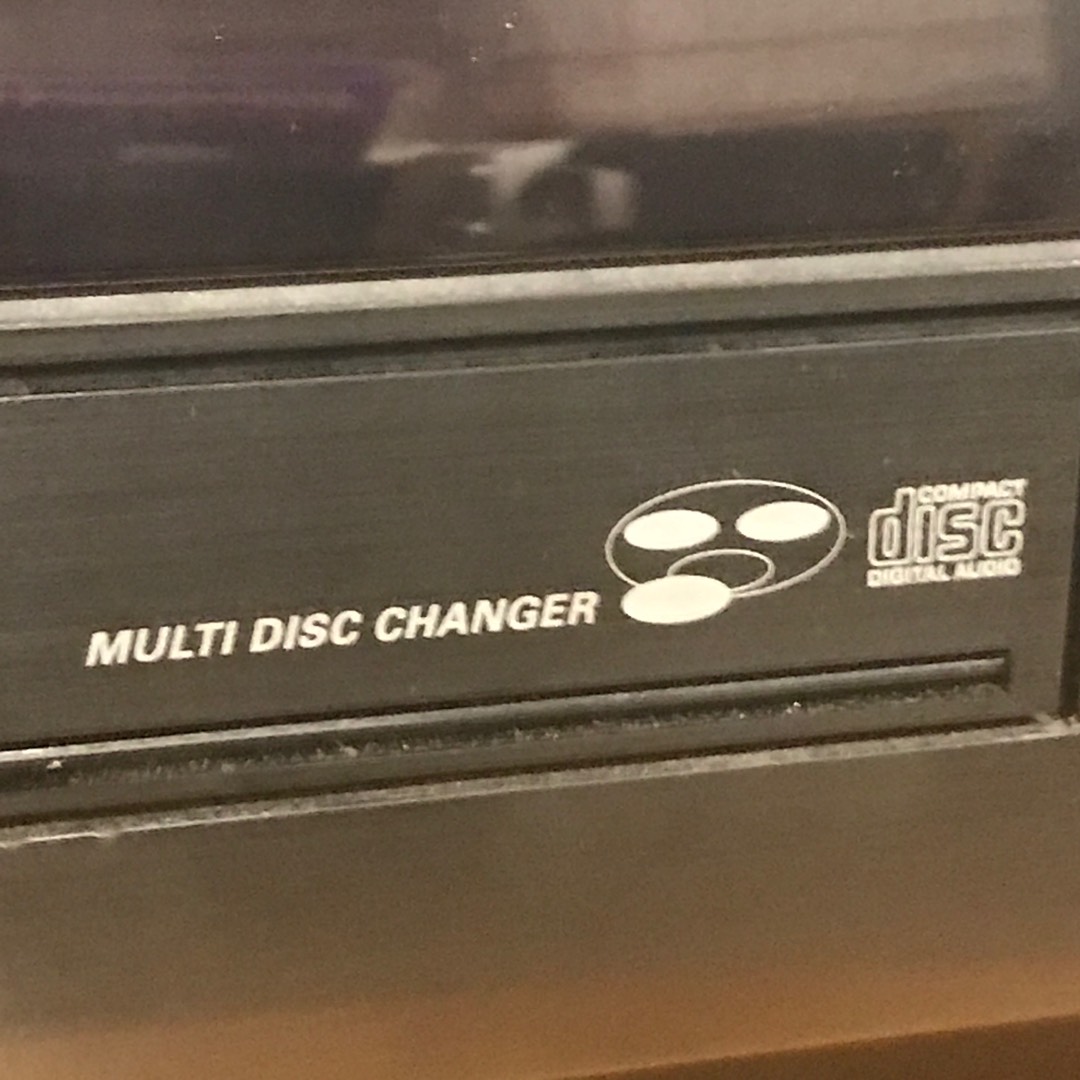 MULTI DISC CHANGER
COMPACT
disc
DIGITAL AUDIO